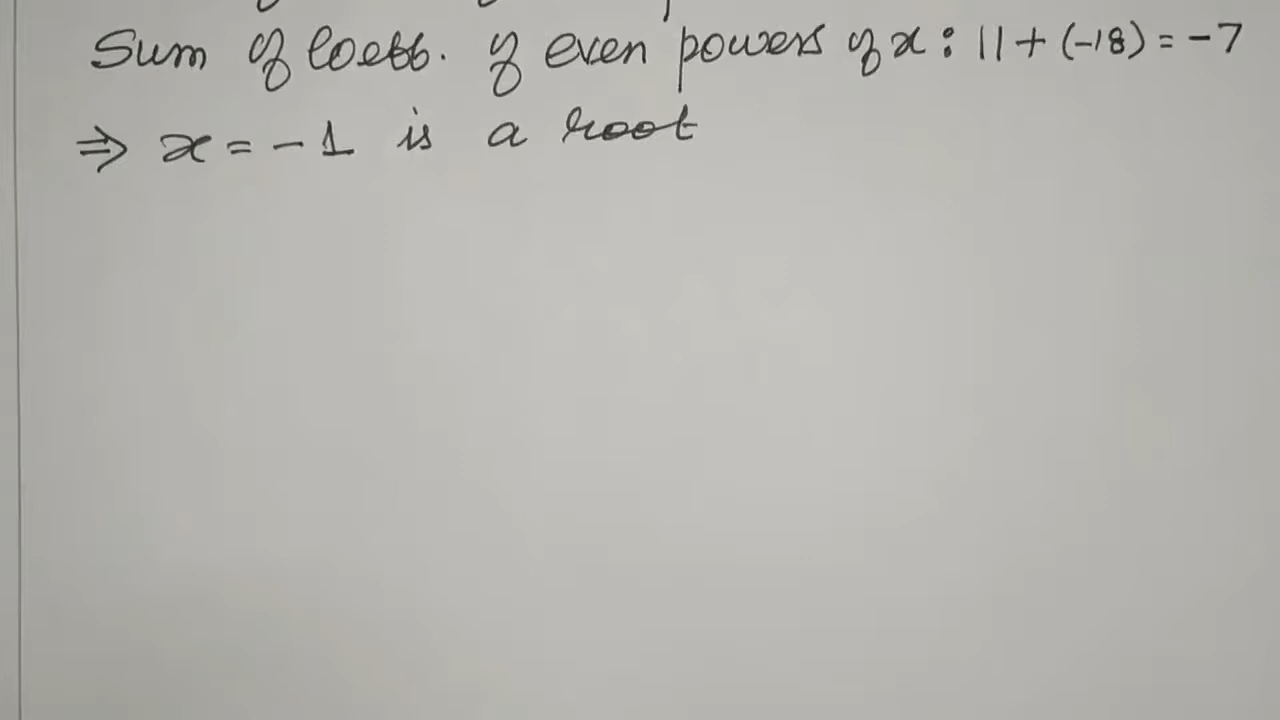 Sum of coeff. of even powers of x : 11 + (-18) = -7
⇒ x = -1 is a root